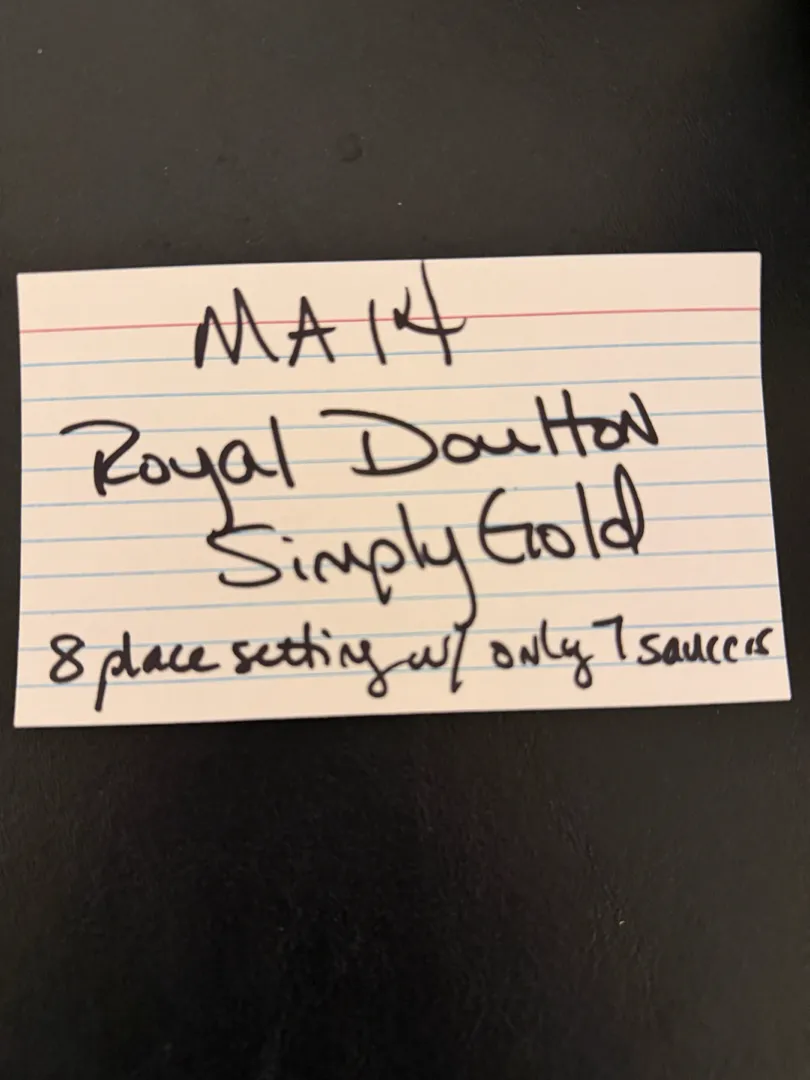 MA 14
Royal Doulton
Simply Gold
8 place setting w/ only 7 saucers